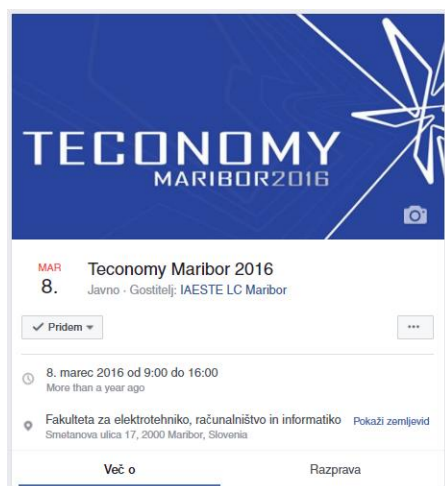 TECONOMY
MARIBOR2016
MAR
8.
Teconomy Maribor 2016
Javno · Gostitelj: IAESTE LC Maribor
Pridem
8. marec 2016 od 9:00 do 16:00
More than a year ago
Fakulteta za elektrotehniko, računalništvo in informatiko Pokaži zemljevid
Smetanova ulica 17, 2000 Maribor, Slovenia
Več o Razprava